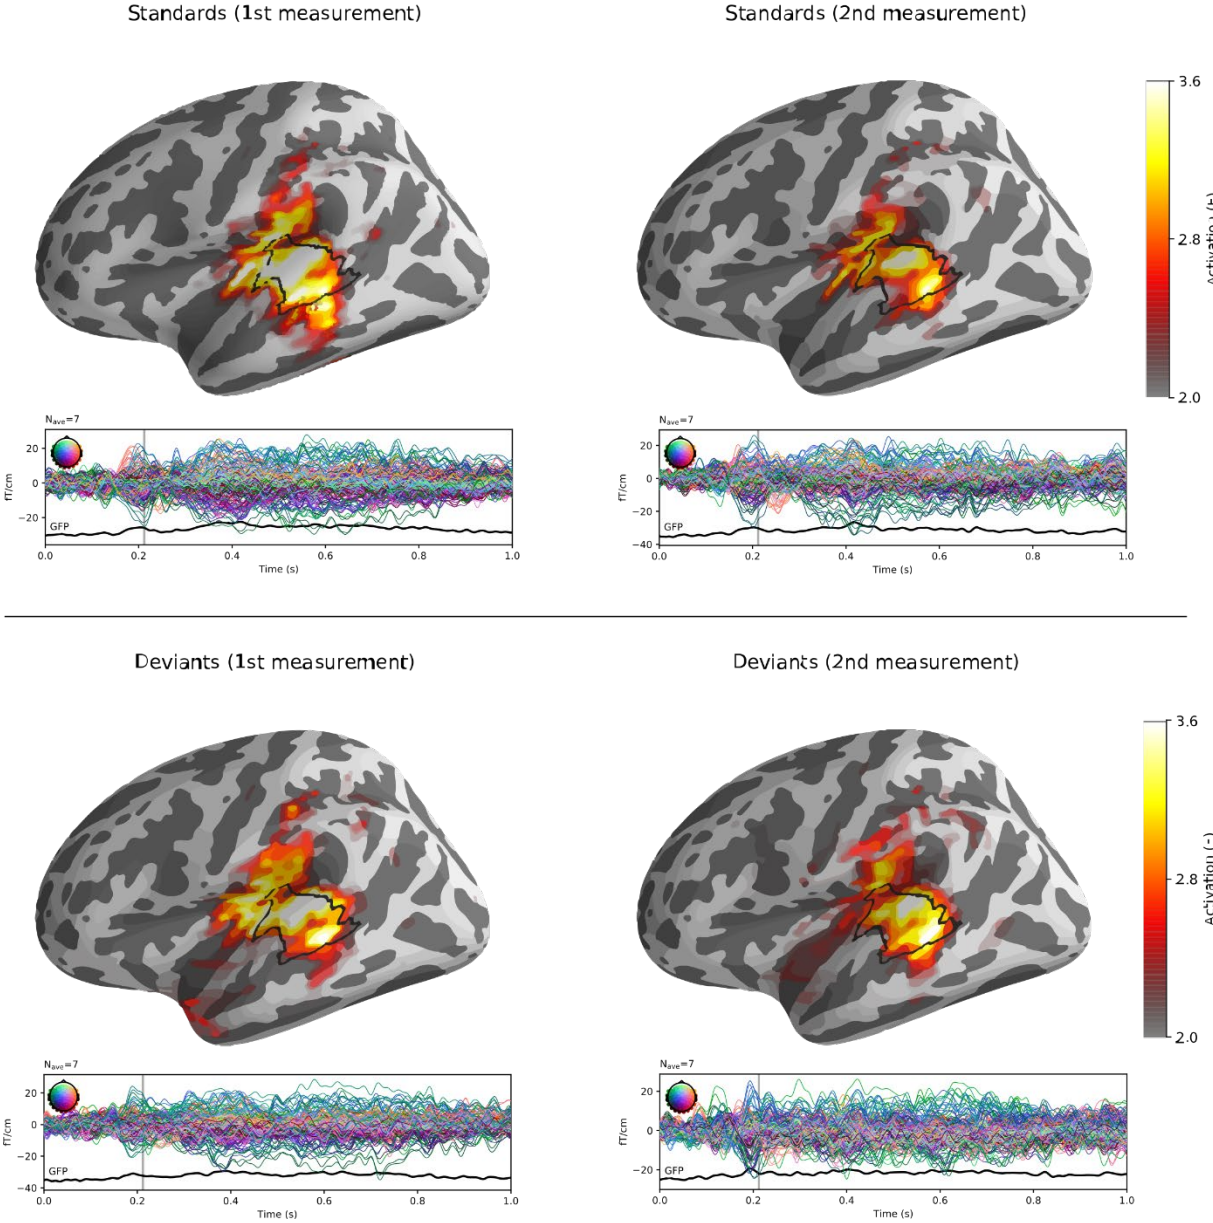 Standards (1st measurement)
Standards (2nd measurement)
3.6
2.8
2.0
N_ave=7
20
0
−20
fT/cm
GFP
0.0 0.2 0.4 0.6 0.8 1.0
Time (s)
N_ave=7
20
0
−20
−40
fT/cm
GFP
0.0 0.2 0.4 0.6 0.8 1.0
Time (s)
Deviants (1st measurement)
Deviants (2nd measurement)
3.6
2.8
2.0
Activation (-)
N_ave=7
20
0
−20
−40
fT/cm
GFP
0.0 0.2 0.4 0.6 0.8 1.0
Time (s)
N_ave=7
20
0
−20
fT/cm
GFP
0.0 0.2 0.4 0.6 0.8 1.0
Time (s)